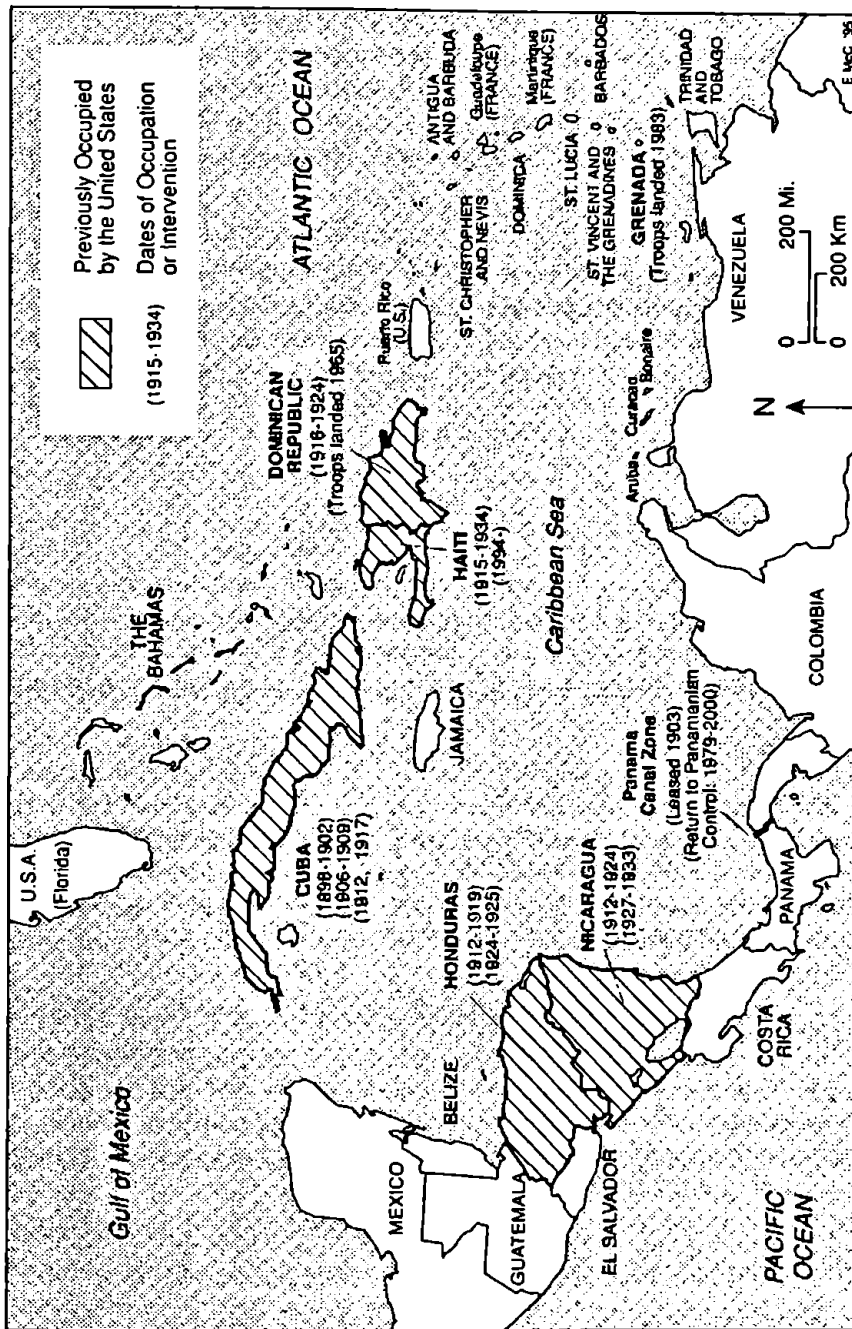 Previously Occupied
by the United States
(1915-1934)
Dates of Occupation
or Intervention
Gulf of Mexico
U.S.A.
(Florida)
THE
BAHAMAS
ATLANTIC OCEAN
CUBA
(1898-1902)
(1906-1909)
(1912, 1917)
DOMINICAN
REPUBLIC
(1916-1924)
(Troops landed 1965)
HAITI
(1915-1934)
(1994-)
JAMAICA
Puerto Rico
(U.S.)
ST. CHRISTOPHER
AND NEVIS
ANTIGUA
AND BARBUDA
Guadeloupe
(FRANCE)
DOMINICA
Martinique
(FRANCE)
ST. LUCIA
ST. VINCENT AND
THE GRENADINES
BARBADOS
GRENADA
(Troops landed 1983)
TRINIDAD
AND
TOBAGO
MEXICO
BELIZE
GUATEMALA
EL SALVADOR
HONDURAS
(1912-1919)
(1924-1925)
NICARAGUA
(1912-1924)
(1927-1933)
COSTA
RICA
PANAMA
Panama
Canal Zone
(Leased 1903)
(Return to Panamanian
Control: 1979-2000)
Caribbean Sea
Aruba
Curacao
Bonaire
COLOMBIA
VENEZUELA
PACIFIC
OCEAN
N
0 200 Mi.
0 200 Km
E McC '95